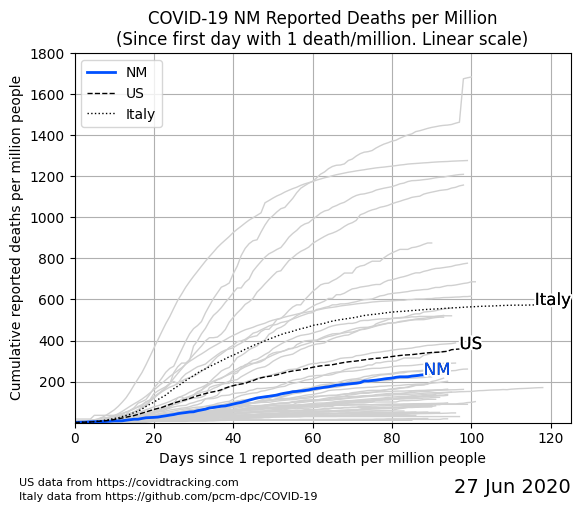 COVID-19 NM Reported Deaths per Million
(Since first day with 1 death/million. Linear scale)
Cumulative reported deaths per million people
1800
1600
1400
1200
1000
800
600
400
200
NM
US
Italy
Italy
US
NM
0 20 40 60 80 100 120
Days since 1 reported death per million people
US data from https://covidtracking.com
Italy data from https://github.com/pcm-dpc/COVID-19
27 Jun 2020